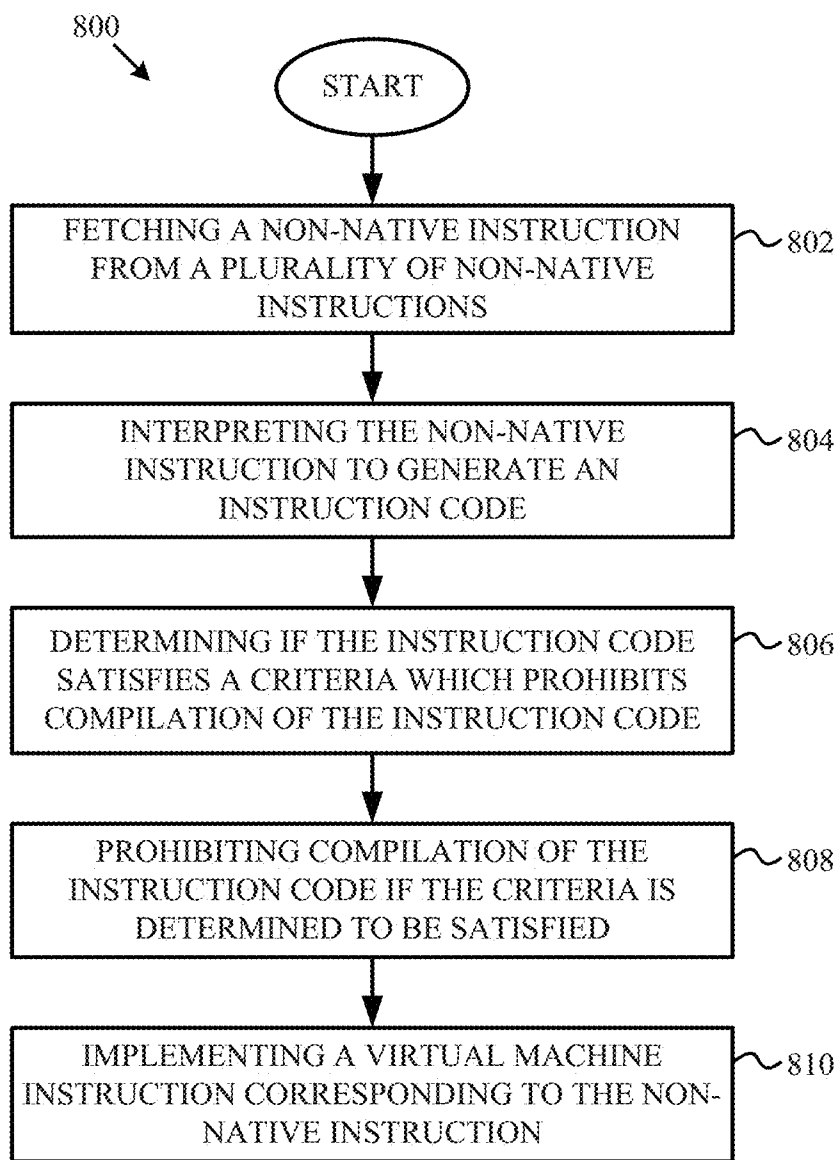 800
START
FETCHING A NON-NATIVE INSTRUCTION
FROM A PLURALITY OF NON-NATIVE
INSTRUCTIONS
802
INTERPRETING THE NON-NATIVE
INSTRUCTION TO GENERATE AN
INSTRUCTION CODE
804
DETERMINING IF THE INSTRUCTION CODE
SATISFIES A CRITERIA WHICH PROHIBITS
COMPILATION OF THE INSTRUCTION CODE
806
PROHIBITING COMPILATION OF THE
INSTRUCTION CODE IF THE CRITERIA IS
DETERMINED TO BE SATISFIED
808
IMPLEMENTING A VIRTUAL MACHINE
INSTRUCTION CORRESPONDING TO THE NON-
NATIVE INSTRUCTION
810